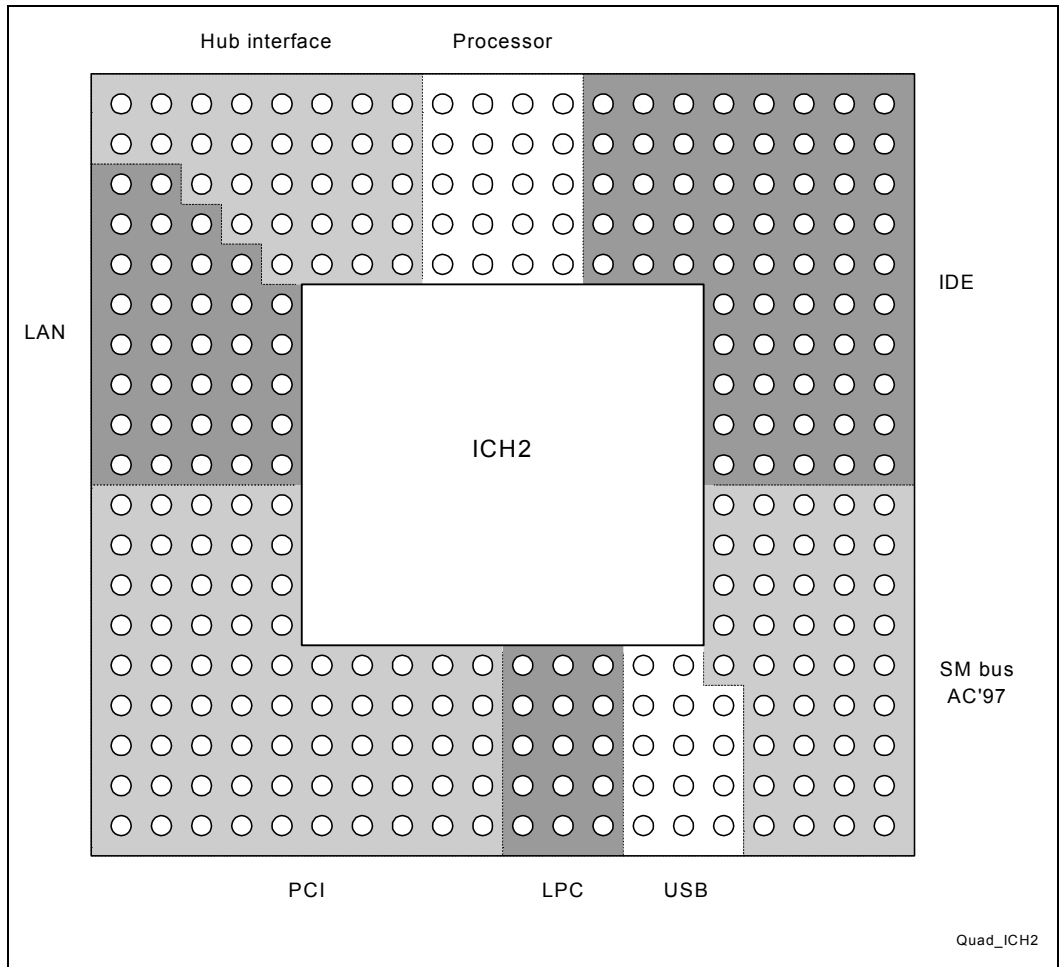 Hub interface
Processor
IDE
LAN
ICH2
SM bus
AC'97
PCI
LPC
USB
Quad_ICH2